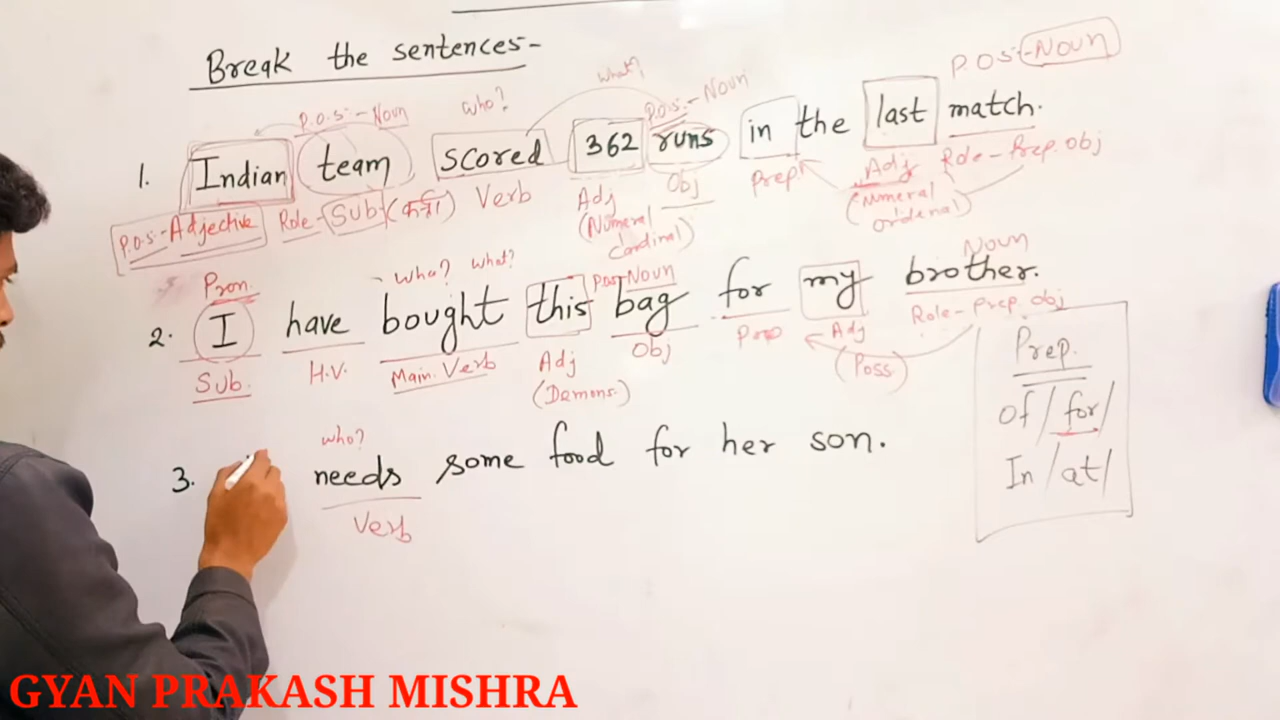 Break the sentences-
what?
P.O.S:- Noun
who?
P.O.S:- Noun
P.O.S:- Noun
1. Indian team scored 362 runs in the last match.
P.O.S:- Adjective Role- Sub. (कर्ता) Verb Adj (Numeral Cardinal) Obj Prep. Adj (Numeral ordenal) Role- Prep. obj
Pron. who? what? P.O.S- Noun Noun
2. I have bought this bag for my brother.
Sub. H.V. Main. Verb Adj (Demons.) Obj Adj (Poss) Role- Prep. obj
who?
3. needs some food for her son.
Verb
Prep.
Of / for /
In / at /
GYAN PRAKASH MISHRA